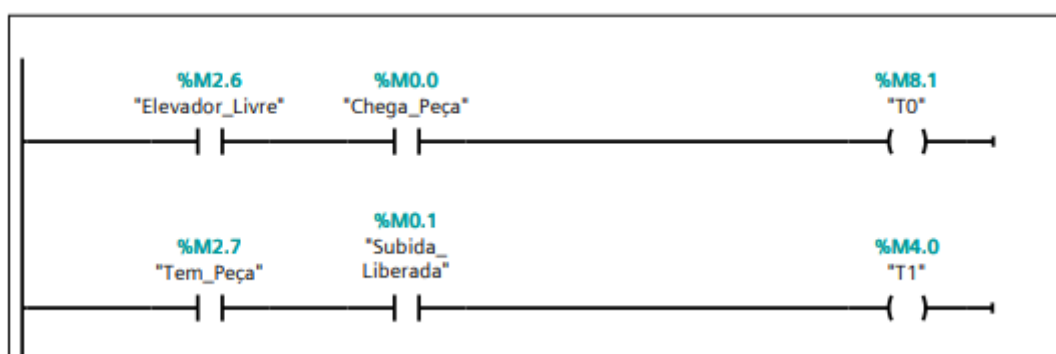 %M2.6 %M0.0 %M8.1
"Elevador_Livre" "Chega_Peça" "T0"
%M0.1
%M2.7 "Subida_ %M4.0
"Tem_Peça" Liberada" "T1"